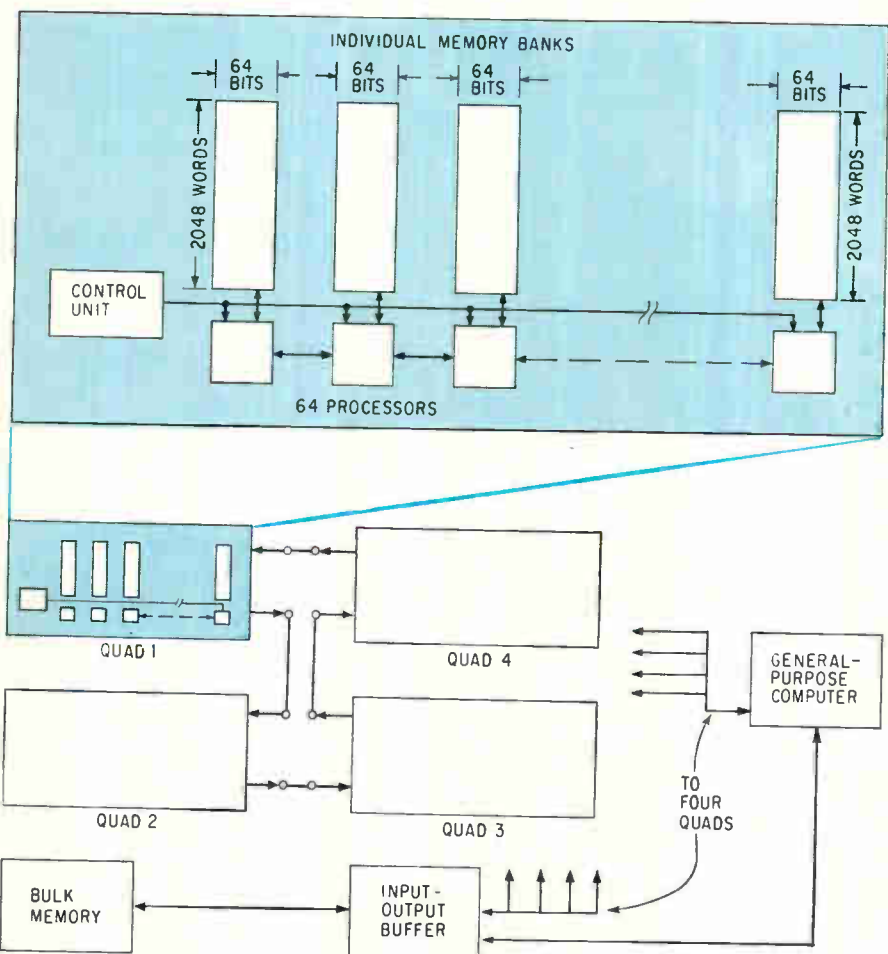 INDIVIDUAL MEMORY BANKS
64
BITS
64
BITS
64
BITS
64
BITS
2048 WORDS
2048 WORDS
CONTROL
UNIT
64 PROCESSORS
QUAD 1
QUAD 4
GENERAL-
PURPOSE
COMPUTER
QUAD 2
QUAD 3
TO
FOUR
QUADS
BULK
MEMORY
INPUT-
OUTPUT
BUFFER